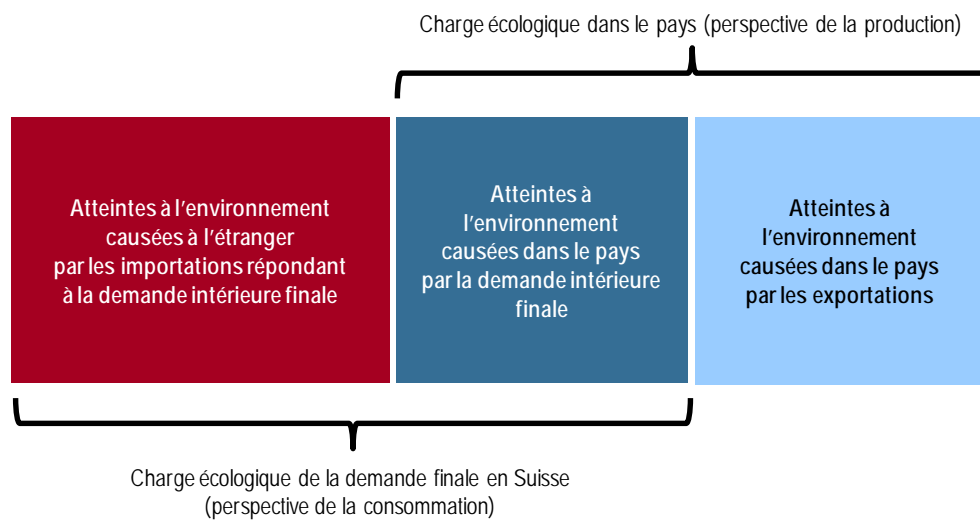 Charge écologique dans le pays (perspective de la production)
Atteintes à l'environnement
causées à l'étranger
par les importations répondant
à la demande intérieure finale
Atteintes à
l'environnement
causées dans le pays
par la demande intérieure
finale
Atteintes à
l'environnement
causées dans le pays
par les exportations
Charge écologique de la demande finale en Suisse
(perspective de la consommation)